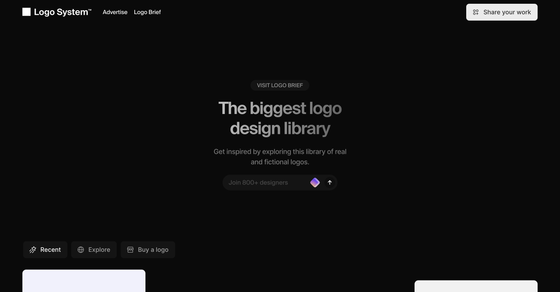 Logo System™
Advertise
Logo Brief
Share your work
VISIT LOGO BRIEF
The biggest logo
design library
Get inspired by exploring this library of real
and fictional logos.
Join 800+ designers
Recent
Explore
Buy a logo